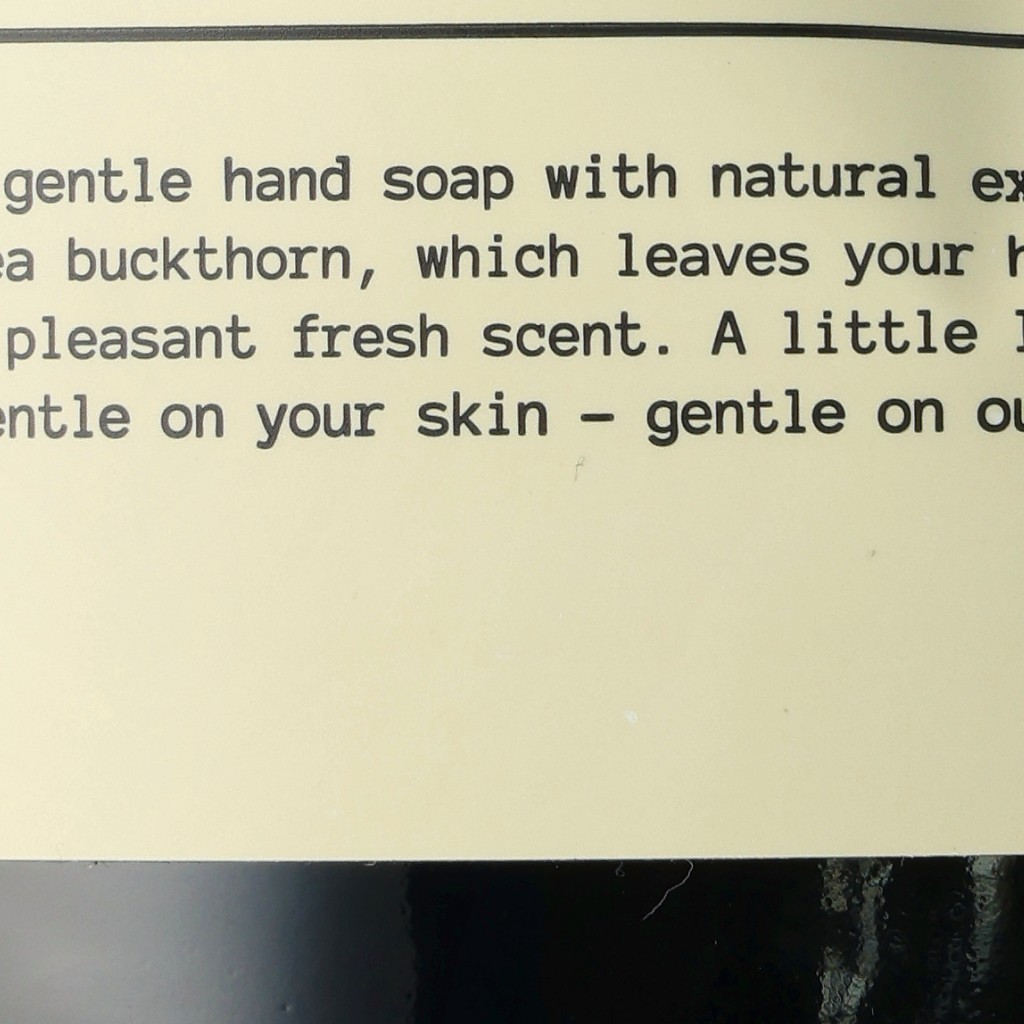 gentle hand soap with natural
buckthorn, which leaves your
pleasant fresh scent. A little
on your skin – gentle on